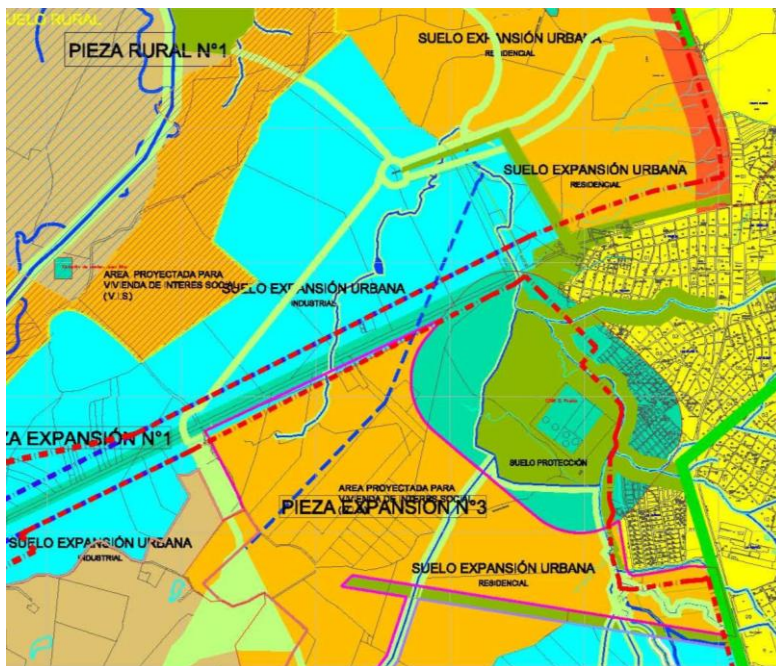 SUELO RURAL
PIEZA RURAL N°1
SUELO EXPANSIÓN URBANA
RESIDENCIAL
SUELO EXPANSIÓN URBANA
RESIDENCIAL
AREA PROYECTADA PARA
VIVIENDA DE INTERES SOCIAL
(V.I.S)
SUELO EXPANSIÓN URBANA
INDUSTRIAL
ZA EXPANSIÓN N°1
SUELO PROTECCIÓN
AREA PROYECTADA PARA
VIVIENDA DE INTERES SOCIAL
PIEZA EXPANSIÓN N°3
SUELO EXPANSIÓN URBANA
INDUSTRIAL
SUELO EXPANSIÓN URBANA
RESIDENCIAL